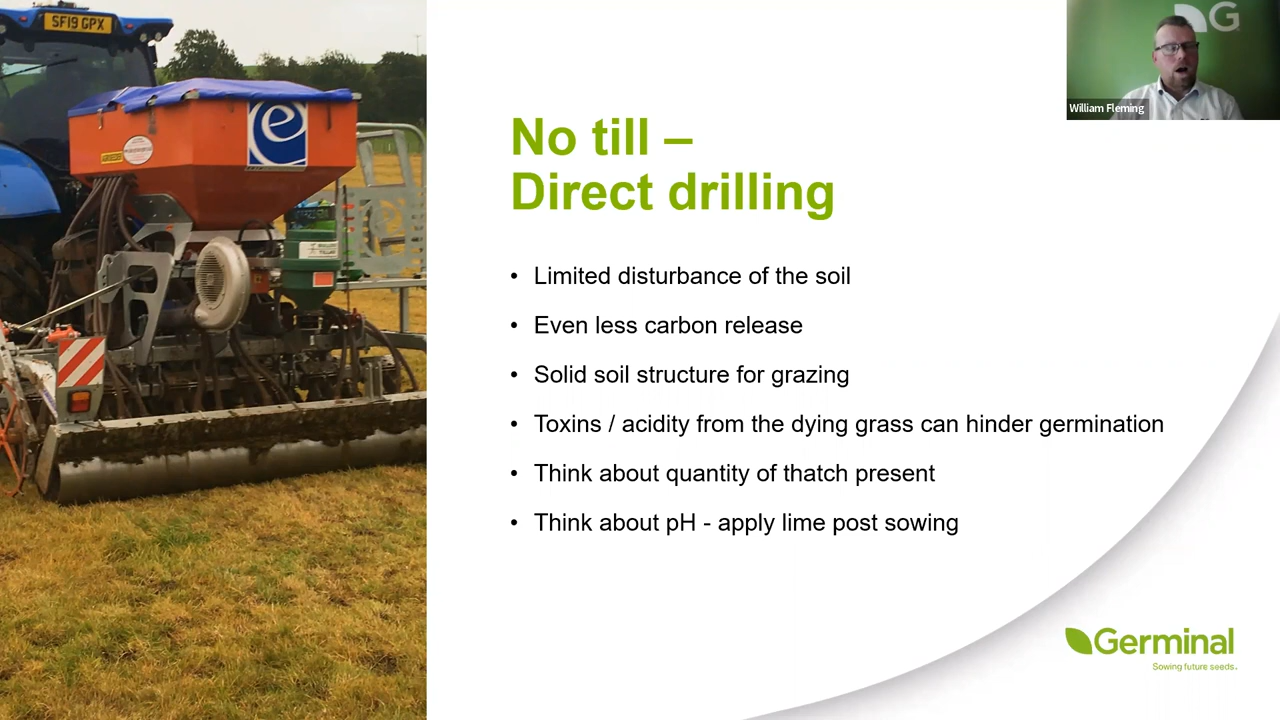 SF19 GPX
e
G
William Fleming
No till –
Direct drilling
• Limited disturbance of the soil
• Even less carbon release
• Solid soil structure for grazing
• Toxins / acidity from the dying grass can hinder germination
• Think about quantity of thatch present
• Think about pH - apply lime post sowing
Germinal
Sowing future seeds.